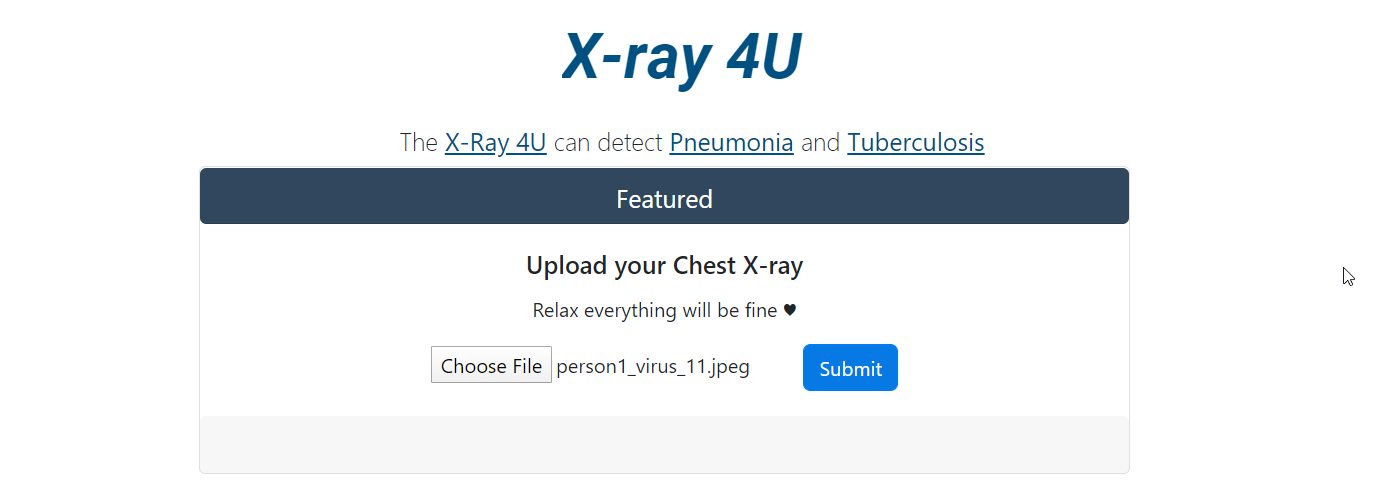 X-ray 4U
The X-Ray 4U can detect Pneumonia and Tuberculosis
Featured
Upload your Chest X-ray
Relax everything will be fine ♥
Choose File person1_virus_11.jpeg Submit